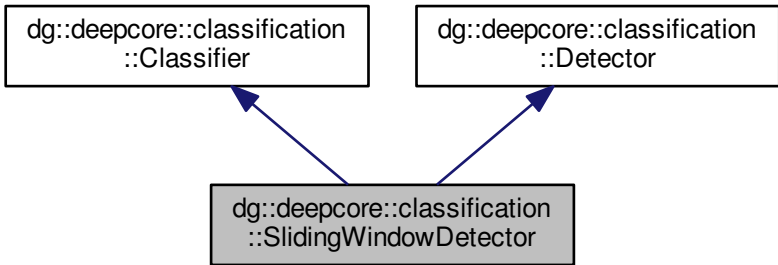 dg::deepcore::classification
::Classifier
dg::deepcore::classification
::Detector
dg::deepcore::classification
::SlidingWindowDetector